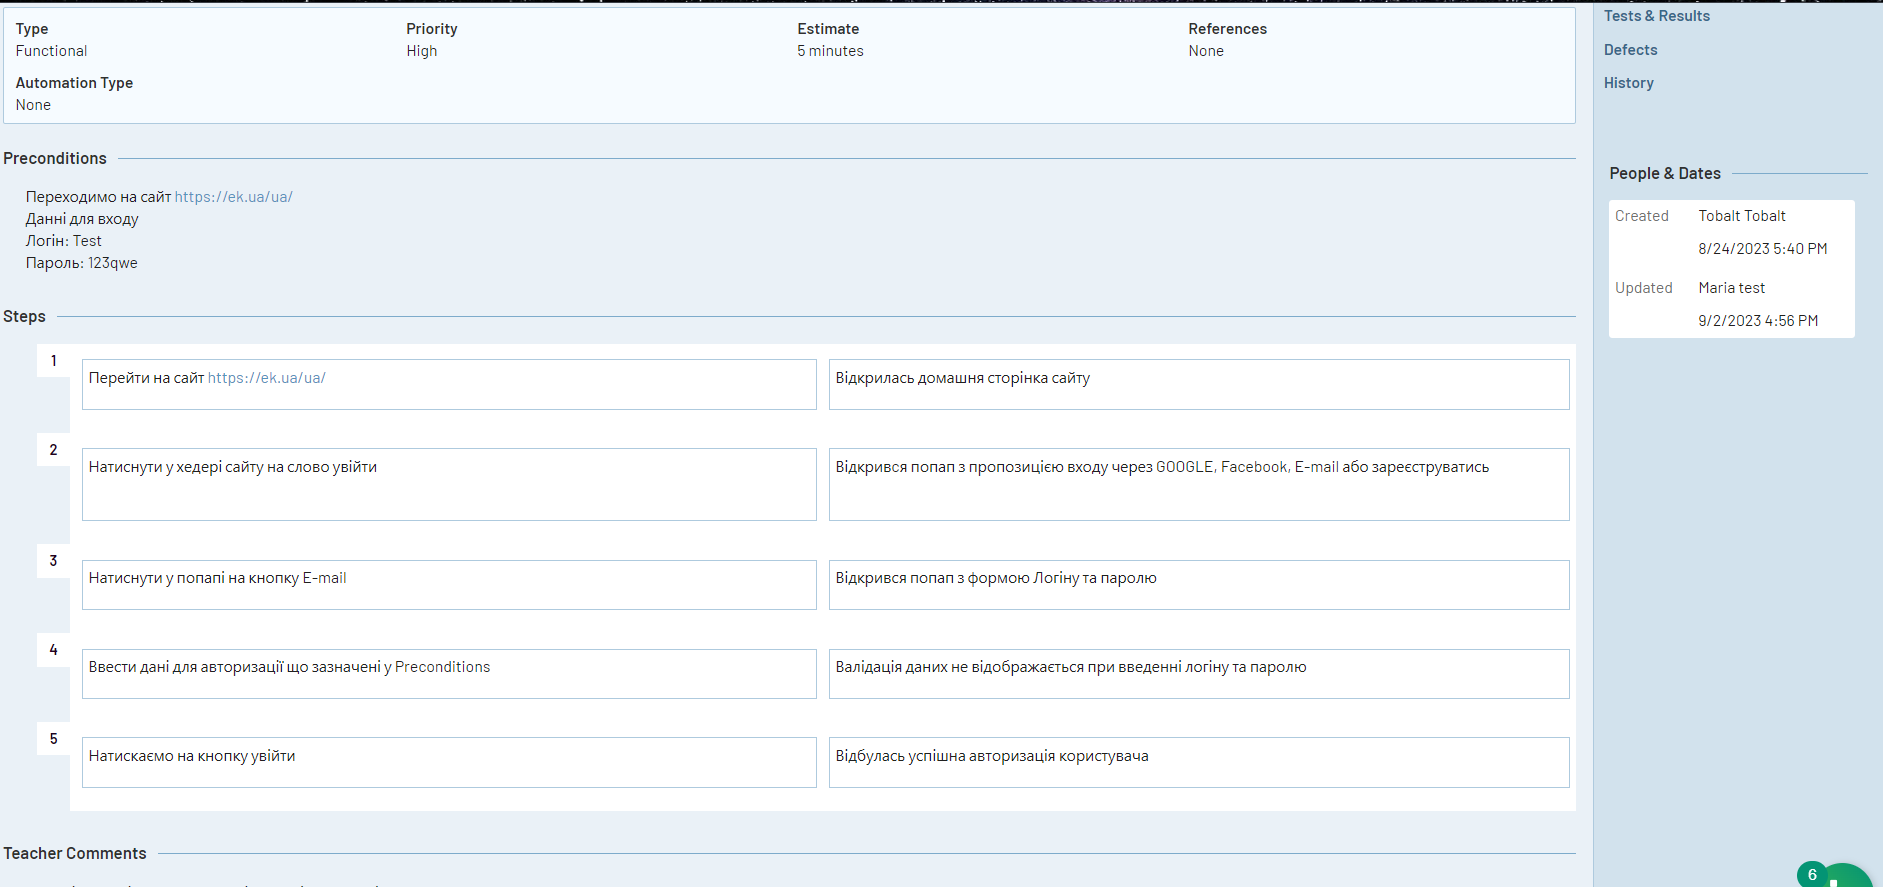 Type
Functional
Priority
High
Estimate
5 minutes
References
None
Automation Type
None
Preconditions
Переходимо на сайт https://ek.ua/ua/
Данні для входу
Логін: Test
Пароль: 123qwe
Steps
1
Перейти на сайт https://ek.ua/ua/
Відкрилась домашня сторінка сайту
2
Натиснути у хедері сайту на слово увійти
Відкрився попап з пропозицією входу через GOOGLE, Facebook, E-mail або зареєструватись
3
Натиснути у попапі на кнопку E-mail
Відкрився попап з формою Логіну та паролю
4
Ввести дані для авторизації що зазначені у Preconditions
Валідація даних не відображається при введенні логіну та паролю
5
Натискаємо на кнопку увійти
Відбулась успішна авторизація користувача
Teacher Comments
Tests & Results
Defects
History
People & Dates
Created
Tobalt Tobalt
8/24/2023 5:40 PM
Updated
Maria test
9/2/2023 4:56 PM
6